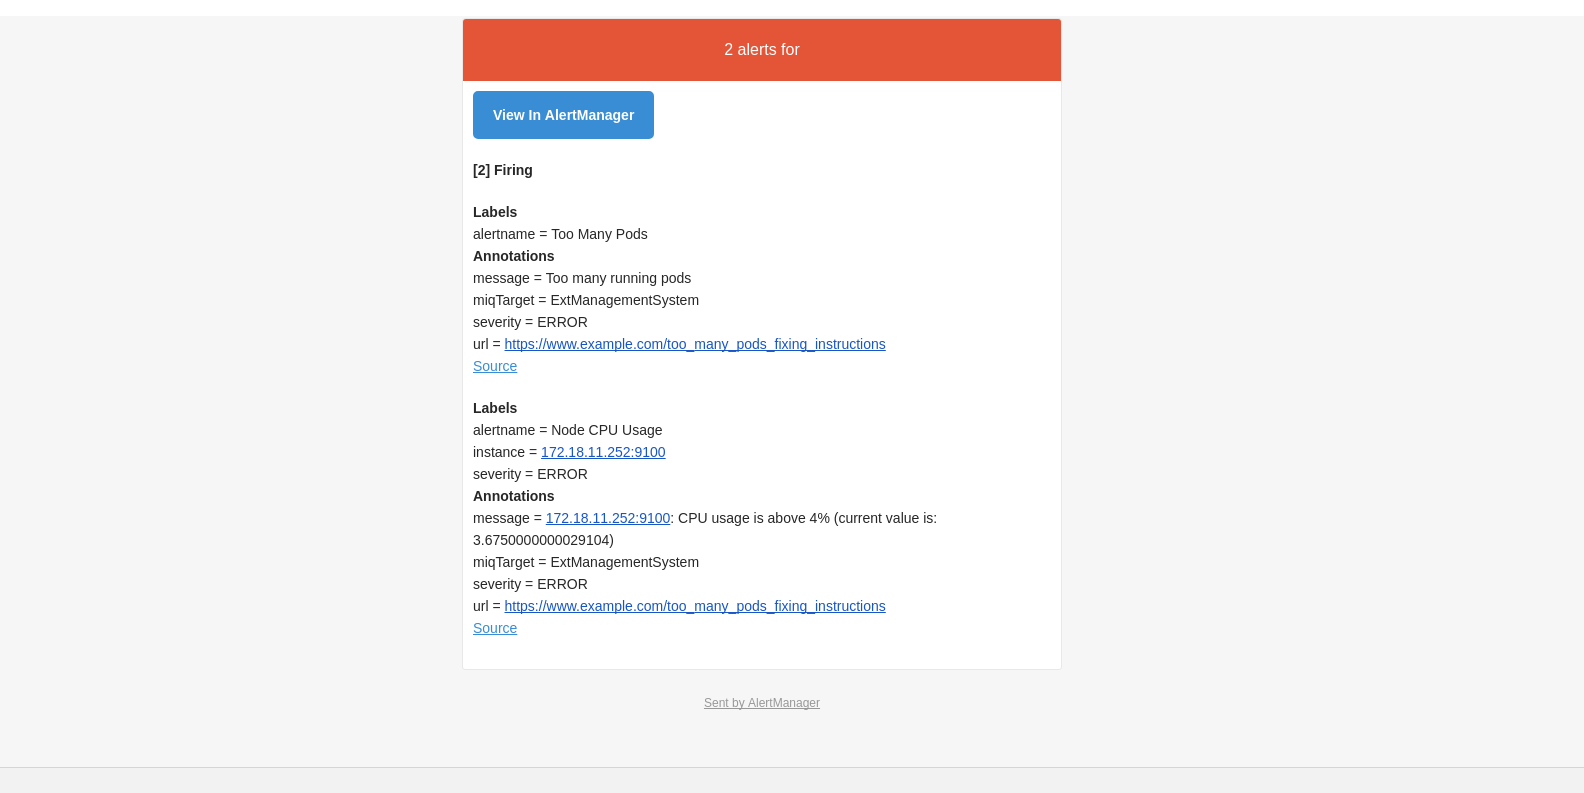 2 alerts for
View In AlertManager
[2] Firing
Labels
alertname = Too Many Pods
Annotations
message = Too many running pods
miqTarget = ExtManagementSystem
severity = ERROR
url = https://www.example.com/too_many_pods_fixing_instructions
Source
Labels
alertname = Node CPU Usage
instance = 172.18.11.252:9100
severity = ERROR
Annotations
message = 172.18.11.252:9100: CPU usage is above 4% (current value is:
3.6750000000029104)
miqTarget = ExtManagementSystem
severity = ERROR
url = https://www.example.com/too_many_pods_fixing_instructions
Source
Sent by AlertManager